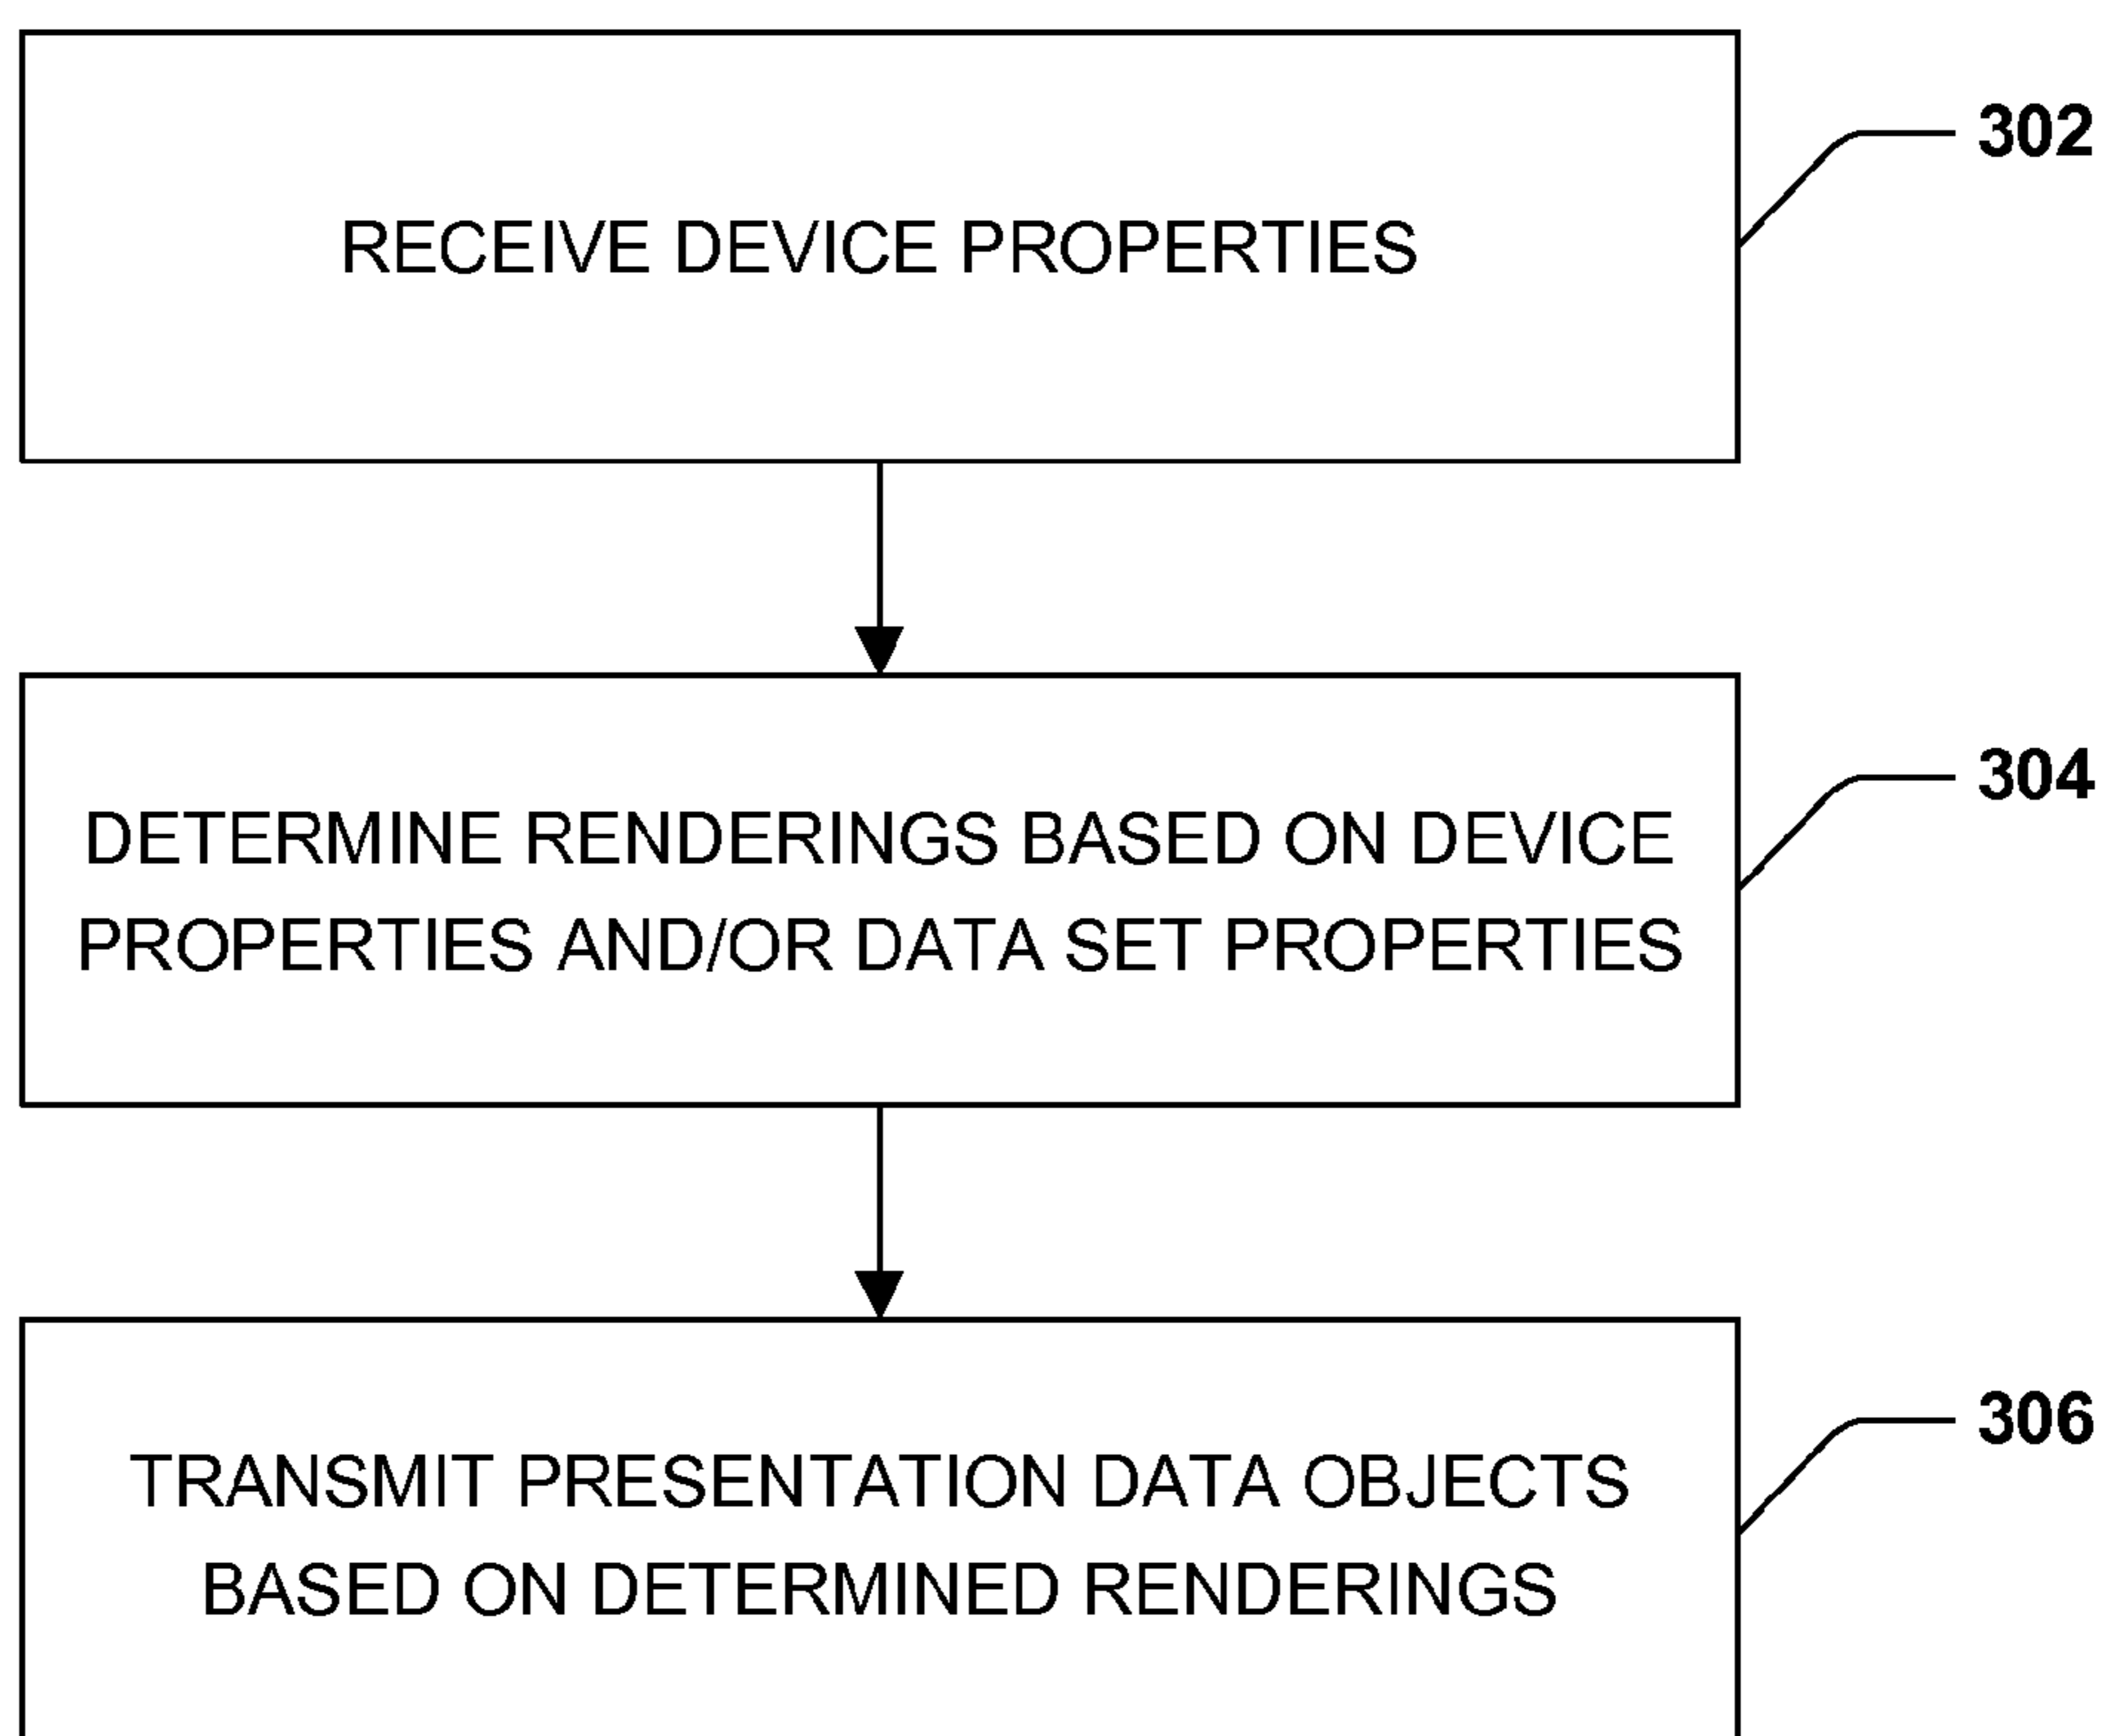 302
RECEIVE DEVICE PROPERTIES
304
DETERMINE RENDERINGS BASED ON DEVICE
PROPERTIES AND/OR DATA SET PROPERTIES
306
TRANSMIT PRESENTATION DATA OBJECTS
BASED ON DETERMINED RENDERINGS